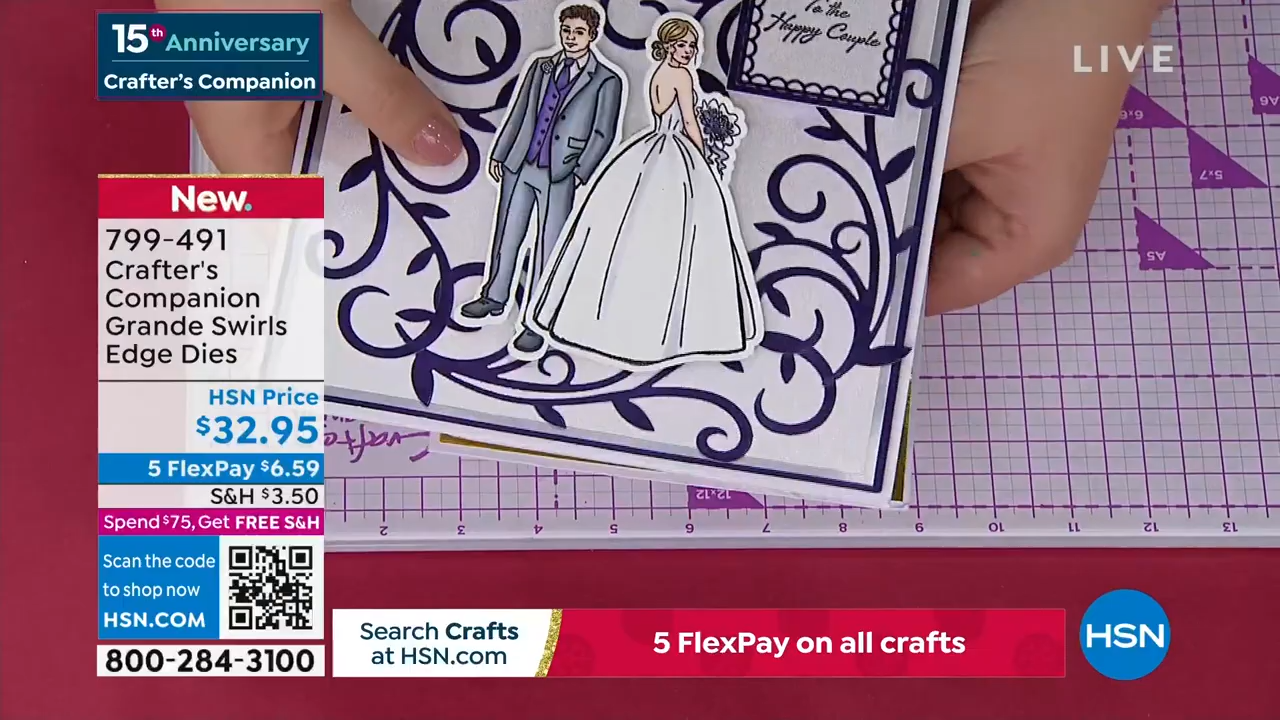 15th Anniversary
Crafter's Companion
To the
Happy Couple
LIVE
New.
799-491
Crafter's
Companion
Grande Swirls
Edge Dies
HSN Price
$32.95
5 FlexPay $6.59
S&H $3.50
Spend $75, Get FREE S&H
Scan the code
to shop now
HSN.COM
800-284-3100
Search Crafts
at HSN.com
5 FlexPay on all crafts
HSN
A6
6x6
5x7
A5
12x12
2 3 4 5 6 7 8 9 10 11 12 13